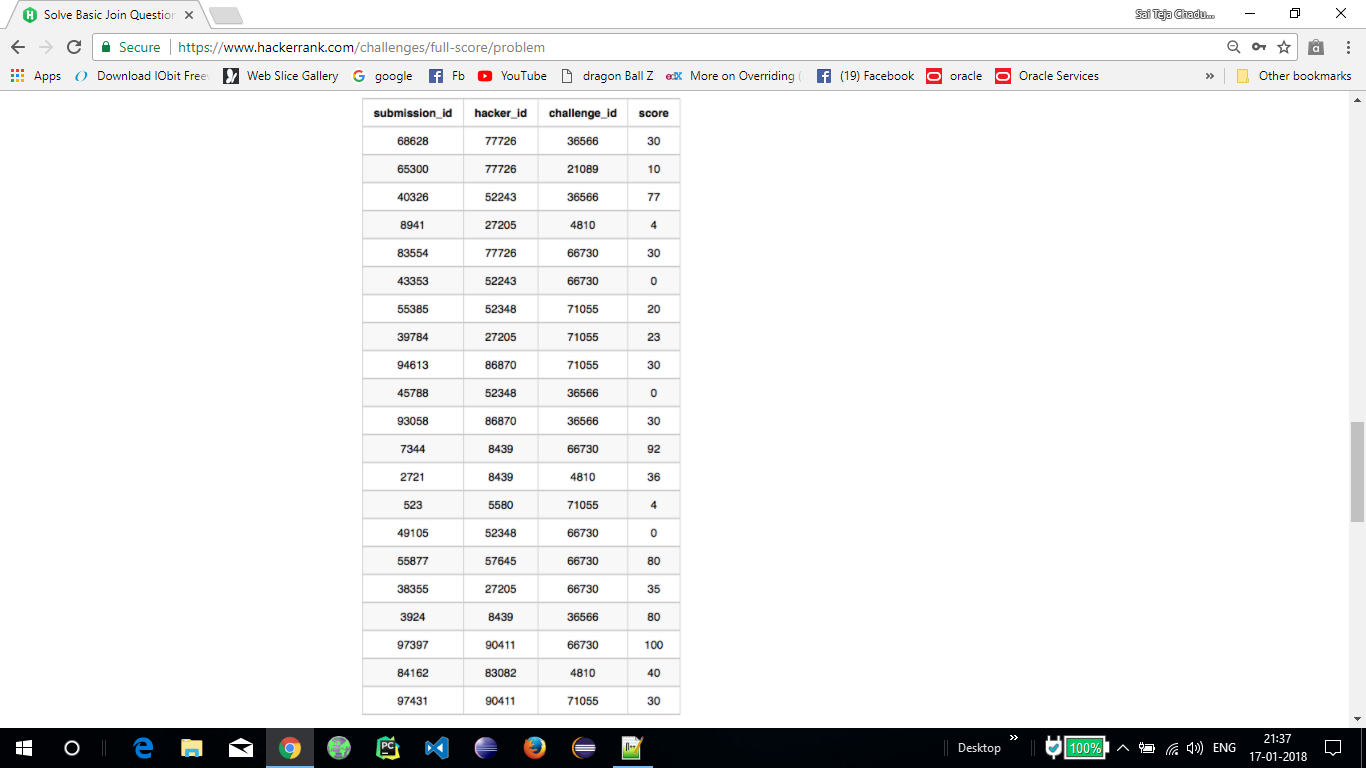 Solve Basic Join Question
Sai Teja Chadu...
Secure https://www.hackerrank.com/challenges/full-score/problem
Apps Download IObit Free Web Slice Gallery google Fb YouTube dragon Ball Z edX More on Overriding ( (19) Facebook oracle Oracle Services » Other bookmarks
submission_id hacker_id challenge_id score
68628 77726 36566 30
65300 77726 21089 10
40326 52243 36566 77
8941 27205 4810 4
83554 77726 66730 30
43353 52243 66730 0
55385 52348 71055 20
39784 27205 71055 23
94613 86870 71055 30
45788 52348 36566 0
93058 86870 36566 30
7344 8439 66730 92
2721 8439 4810 36
523 5580 71055 4
49105 52348 66730 0
55877 57645 66730 80
38355 27205 66730 35
3924 8439 36566 80
97397 90411 66730 100
84162 83082 4810 40
97431 90411 71055 30
Desktop » 100% ENG 21:37
17-01-2018